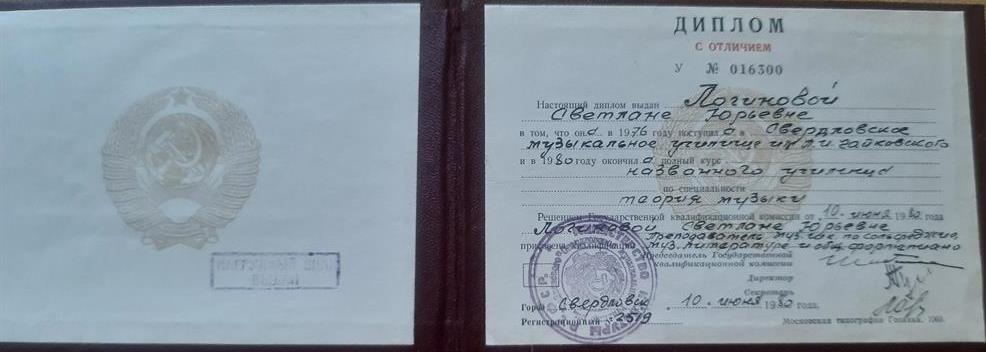 ДИПЛОМ
С ОТЛИЧИЕМ
У № 016300
Настоящий диплом выдан Логиновой
Светлане Юрьевне
в том, что она в 1976 году поступила в Свердловское
музыкальное училище им. П.И. Чайковского
и в 1980 году окончила полный курс
названного училища
по специальности
теория музыки
Решением Государственной квалификационной комиссии от 10. июня 1980 года
Логиновой Светлане Юрьевне
присвоена квалификация преподаватель муз. шк. по сольфеджио,
муз. литературе и общ. фортепиано
Председатель Государственной
квалификационной комиссии
Директор
Секретарь
Город Свердловск 10. июня 1980 года.
Регистрационный № 2519
Московская типография Гознака. 1969.